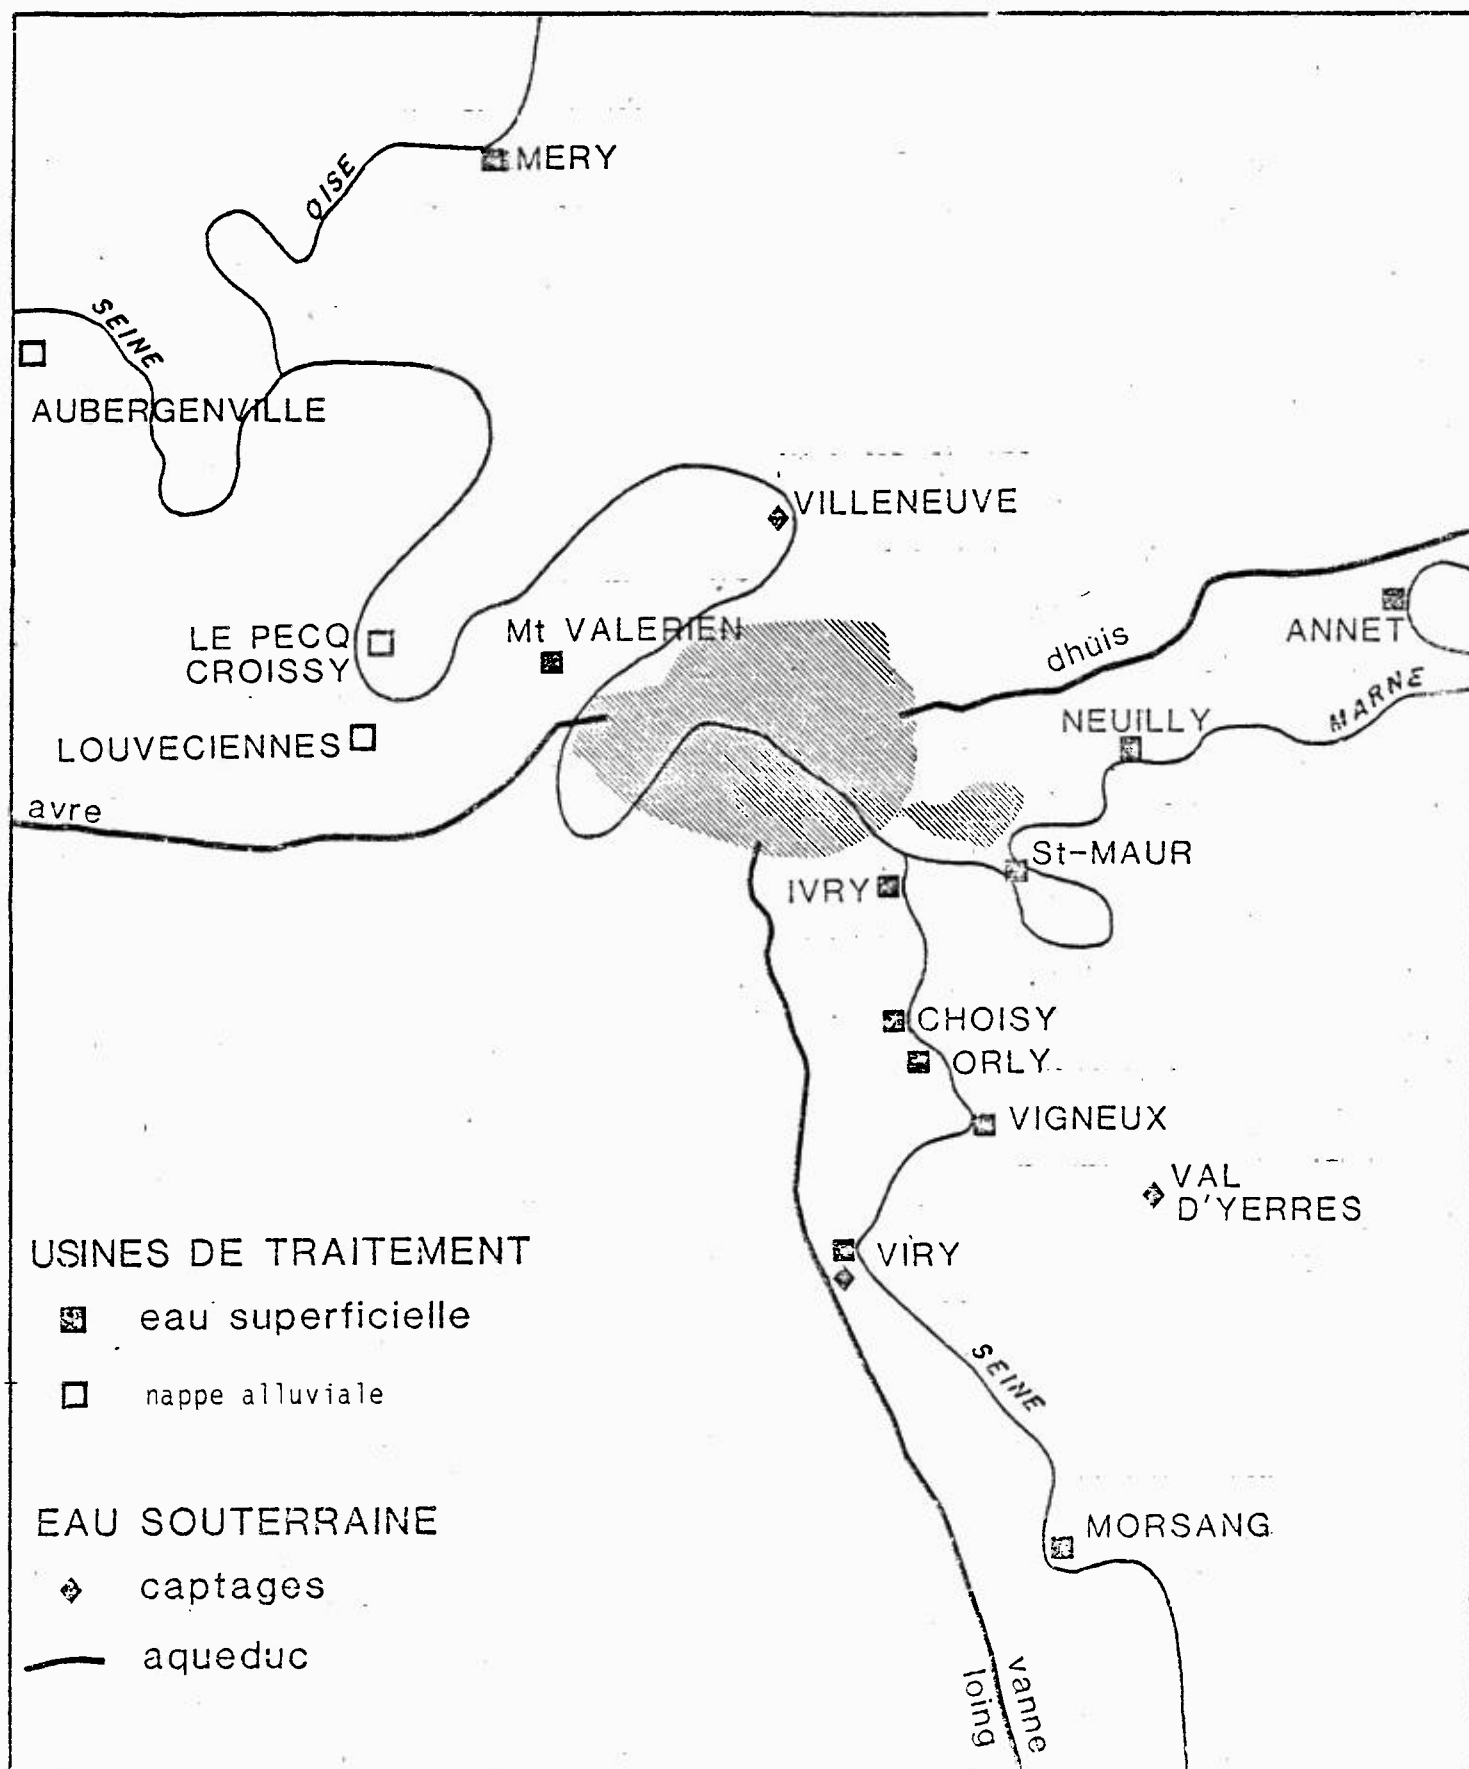 MERY
OISE
SEINE
AUBERGENVILLE
VILLENEUVE
LE PECQ
CROISSY
Mt VALERIEN
dhuis
ANNET
LOUVECIENNES
NEUILLY
MARNE
avre
St-MAUR
IVRY
CHOISY
ORLY
VIGNEUX
VAL
D'YERRES
VIRY
USINES DE TRAITEMENT
eau superficielle
nappe alluviale
SEINE
EAU SOUTERRAINE
captages
aqueduc
MORSANG
vanne
loing